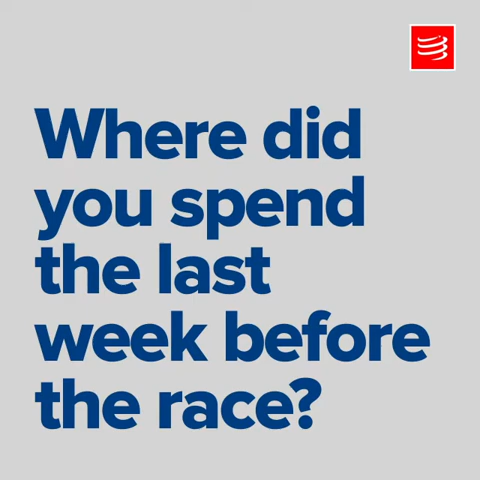 Where did
you spend
the last
week before
the race?